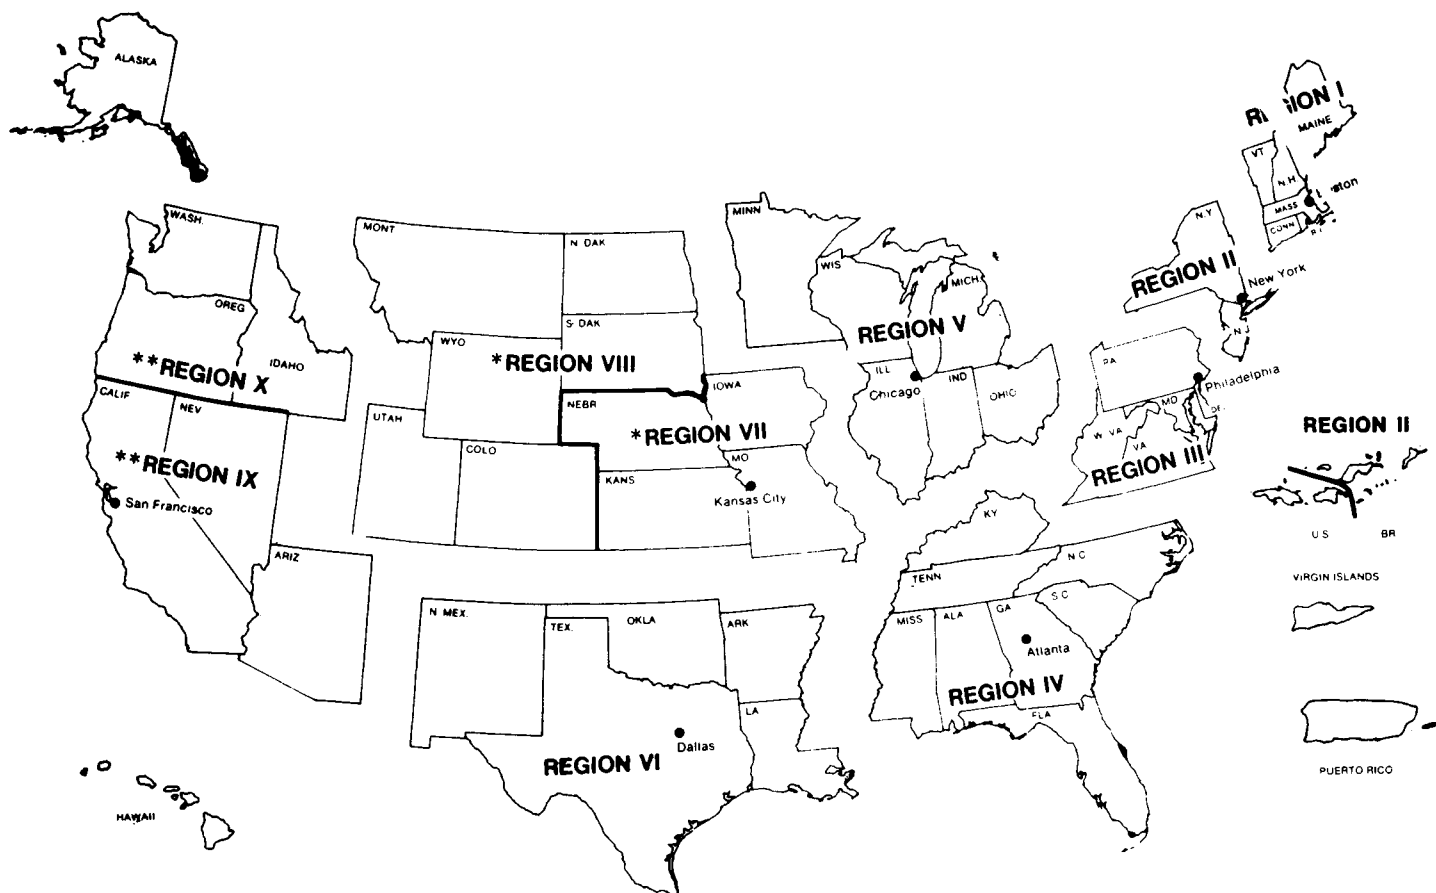 ALASKA
REGION I
MAINE
VT.
N.H.
MASS
CONN
N.Y.
REGION II
New York
WASH.
OREG
IDAHO
**REGION X
MONT
N DAK
S DAK
WYO
*REGION VIII
MINN
WIS
MICH
REGION V
ILL
IND
OHIO
Chicago
PA
Philadelphia
MD
W VA
VA
REGION III
CALIF
NEV
**REGION IX
San Francisco
UTAH
COLO
NEBR
IOWA
*REGION VII
KANS
MO
Kansas City
REGION II
U S
BR
VIRGIN ISLANDS
PUERTO RICO
ARIZ
N MEX.
TEX.
OKLA
ARK
LA
Dallas
REGION VI
KY
TENN
N C
S C
MISS
ALA
GA
Atlanta
REGION IV
FLA
HAWAII